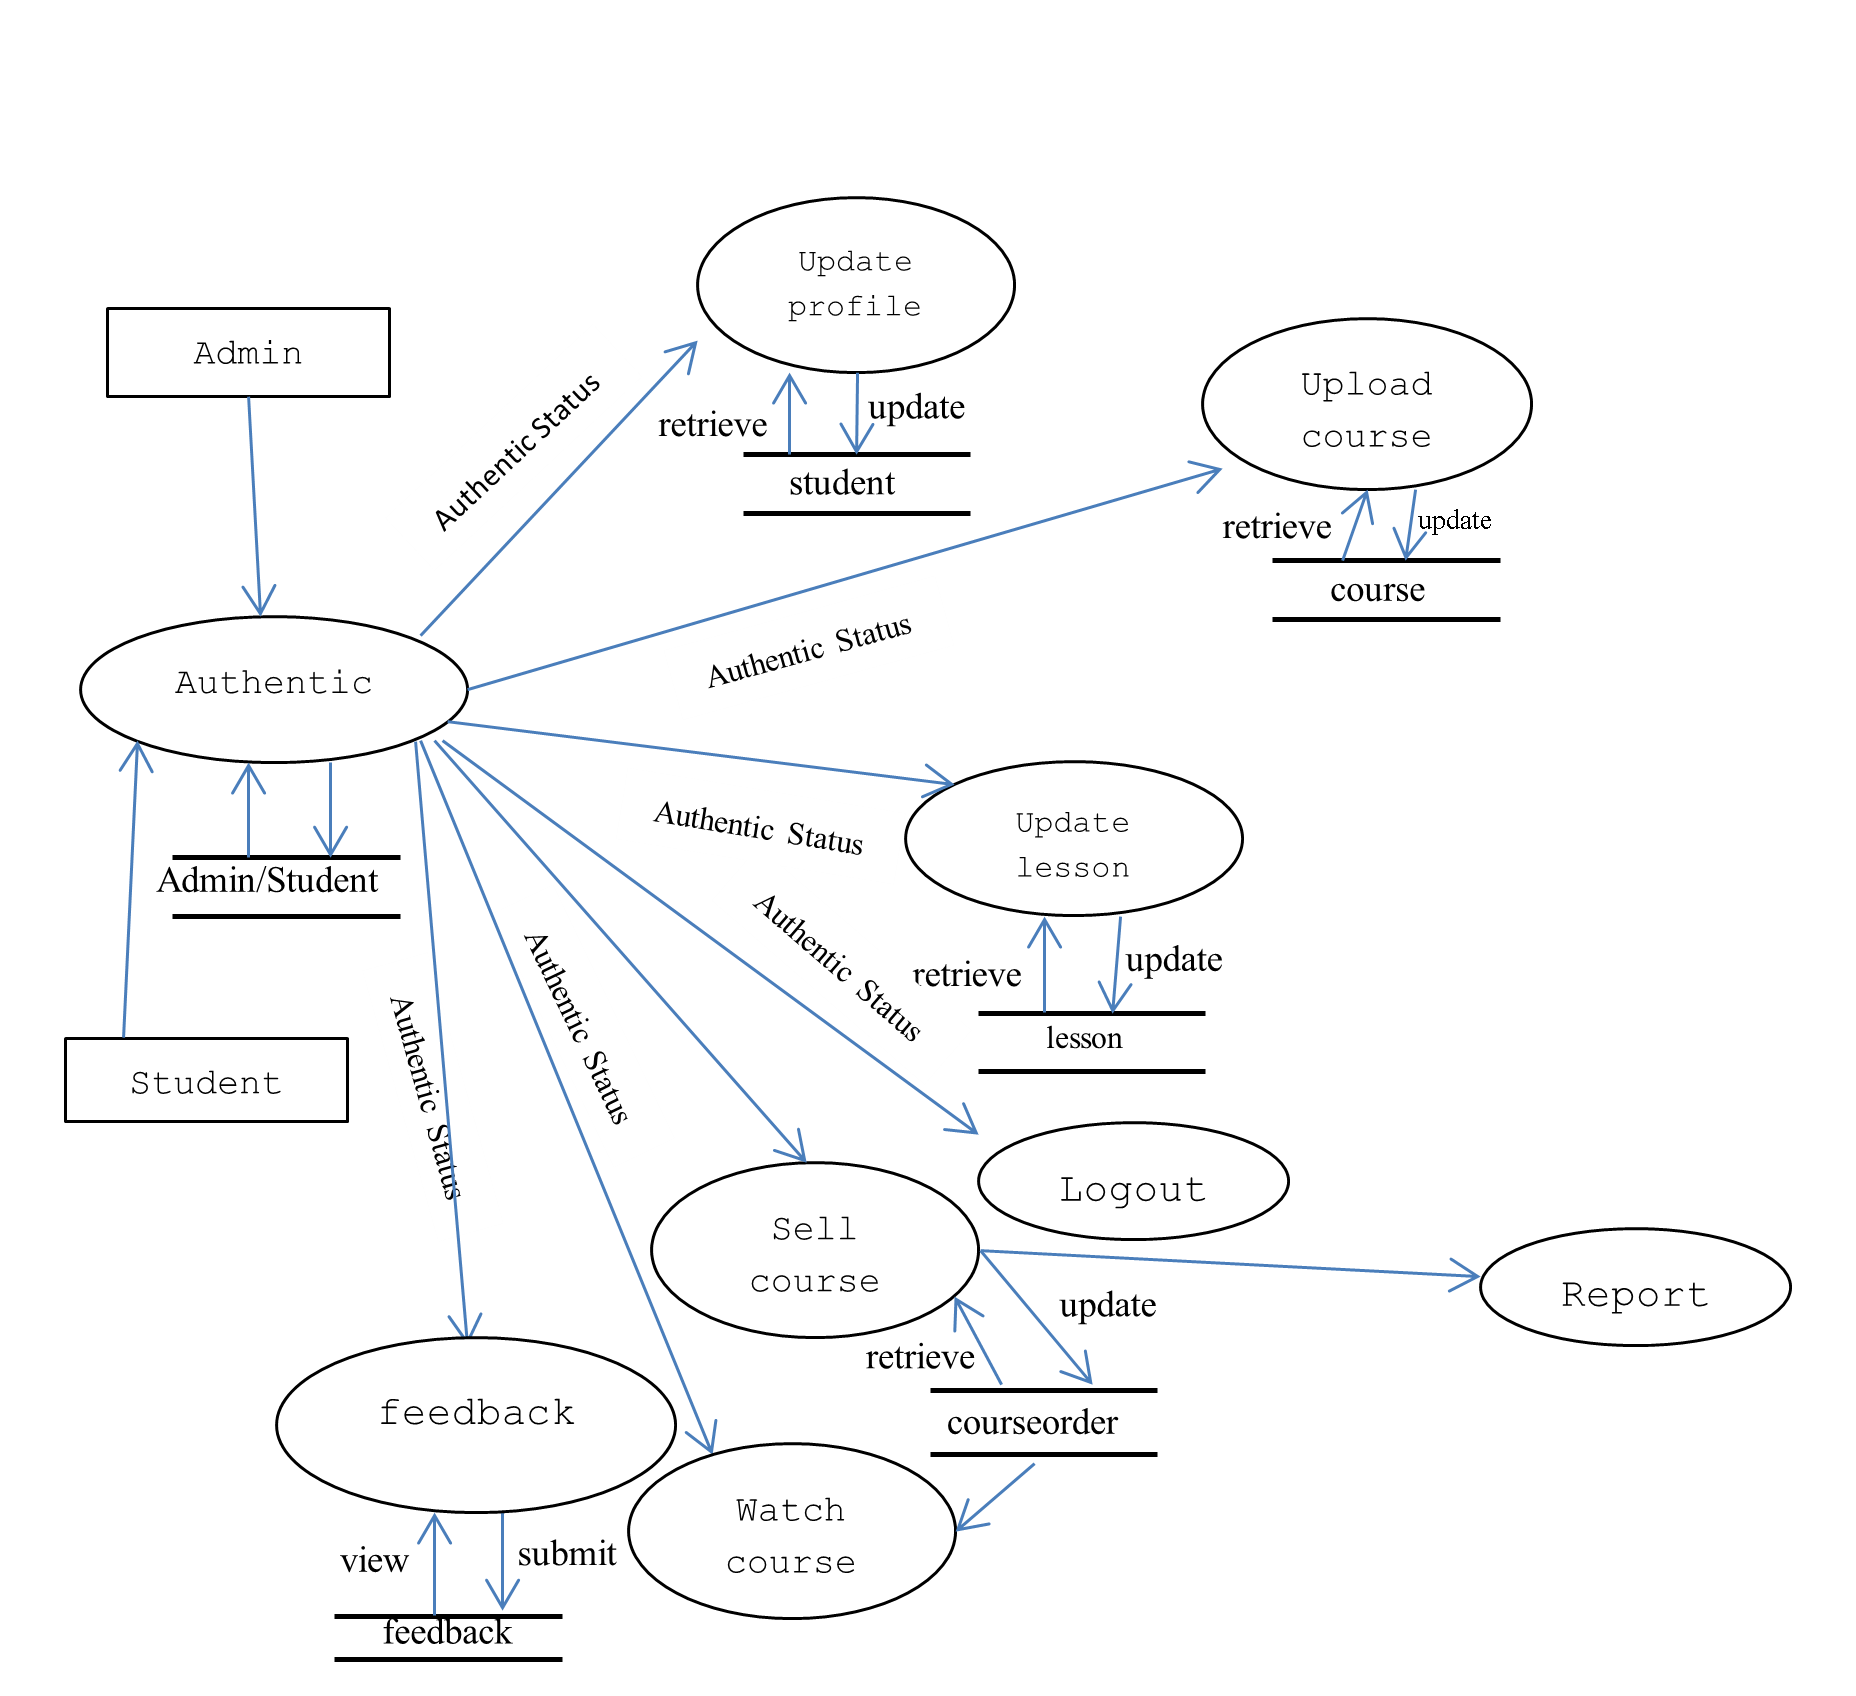 Update
profile
Admin
Upload
course
Authentic Status
retrieve
update
student
retrieve
update
course
Authentic Status
Authentic
Authentic Status
Update
lesson
Admin/Student
Authentic Status
retrieve
update
lesson
Authentic Status
Authentic Status
Student
Logout
Sell
course
Report
update
retrieve
courseorder
feedback
Watch
course
view
submit
feedback